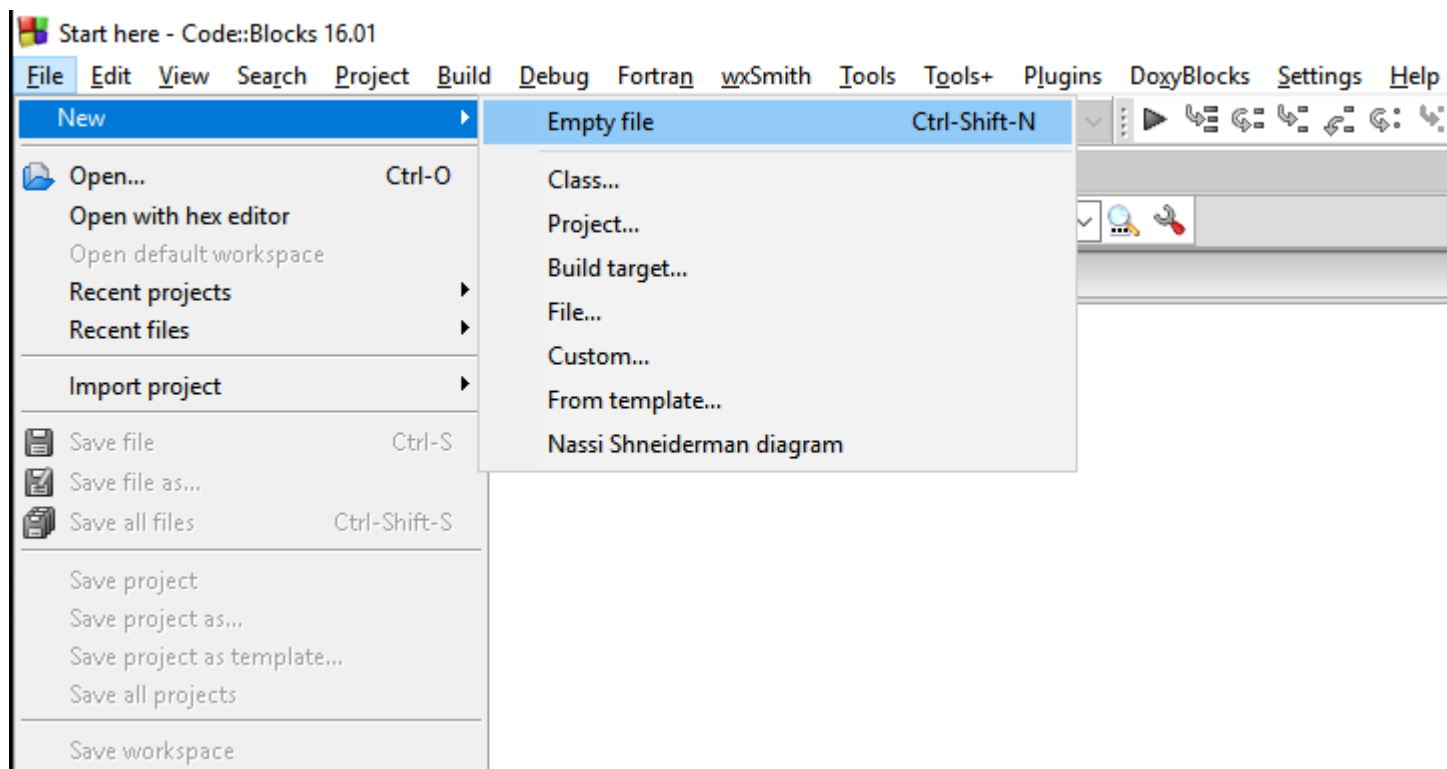 Start here - Code::Blocks 16.01
File Edit View Search Project Build Debug Fortran wxSmith Tools Tools+ Plugins DoxyBlocks Settings Help
New
Empty file Ctrl-Shift-N
Open... Ctrl-O
Open with hex editor
Open default workspace
Recent projects
Recent files
Import project
Save file Ctrl-S
Save file as...
Save all files Ctrl-Shift-S
Save project
Save project as...
Save project as template...
Save all projects
Save workspace
Class...
Project...
Build target...
File...
Custom...
From template...
Nassi Shneiderman diagram